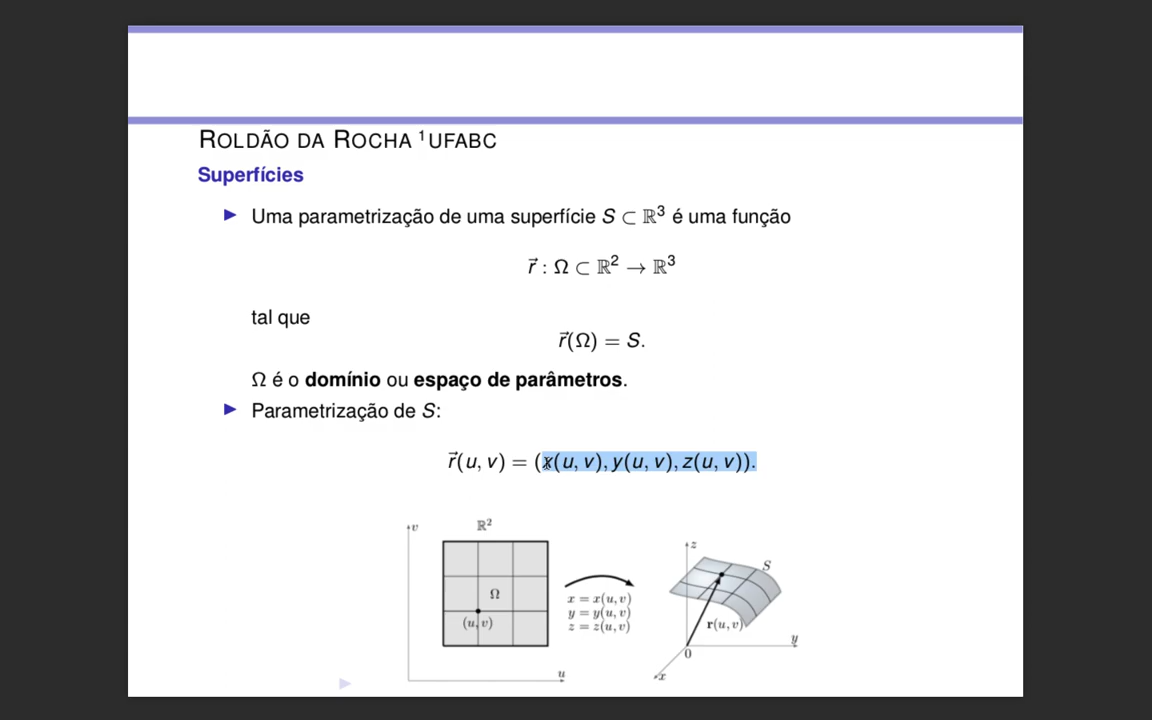 ROLDÃO DA ROCHA ¹UFABC
Superfícies
▶ Uma parametrização de uma superfície S ⊂ ℝ³ é uma função
r⃗ : Ω ⊂ ℝ² → ℝ³
tal que
r⃗(Ω) = S.
Ω é o domínio ou espaço de parâmetros.
▶ Parametrização de S:
r⃗(u, v) = (x(u, v), y(u, v), z(u, v)).
v
ℝ²
Ω
(u, v)
u
x = x(u, v)
y = y(u, v)
z = z(u, v)
z
S
r(u, v)
y
0
x